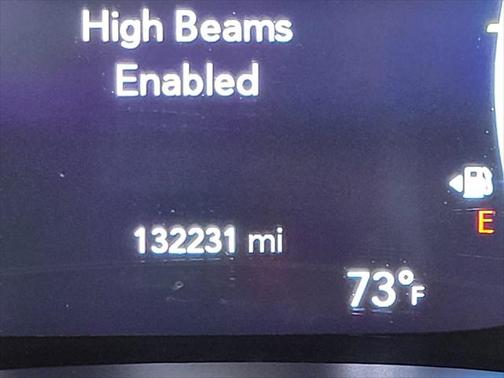 High Beams
Enabled
E
132231 mi
73°F